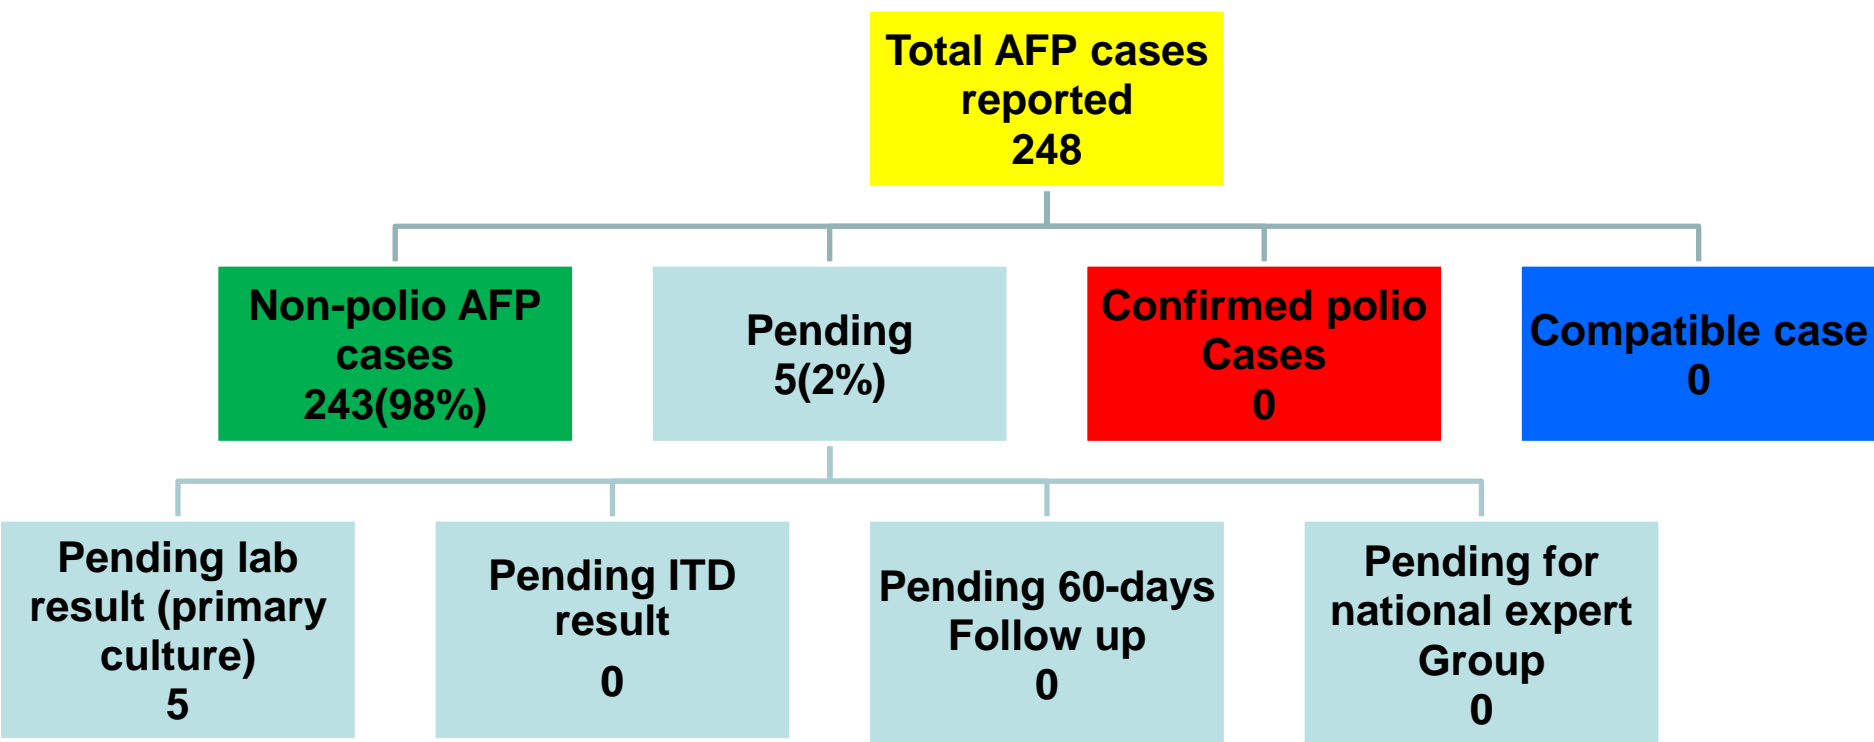 Total AFP cases
reported
248
Non-polio AFP
cases
243(98%)
Pending
5(2%)
Confirmed polio
Cases
0
Compatible case
0
Pending lab
result (primary
culture)
5
Pending ITD
result
0
Pending 60-days
Follow up
0
Pending for
national expert
Group
0